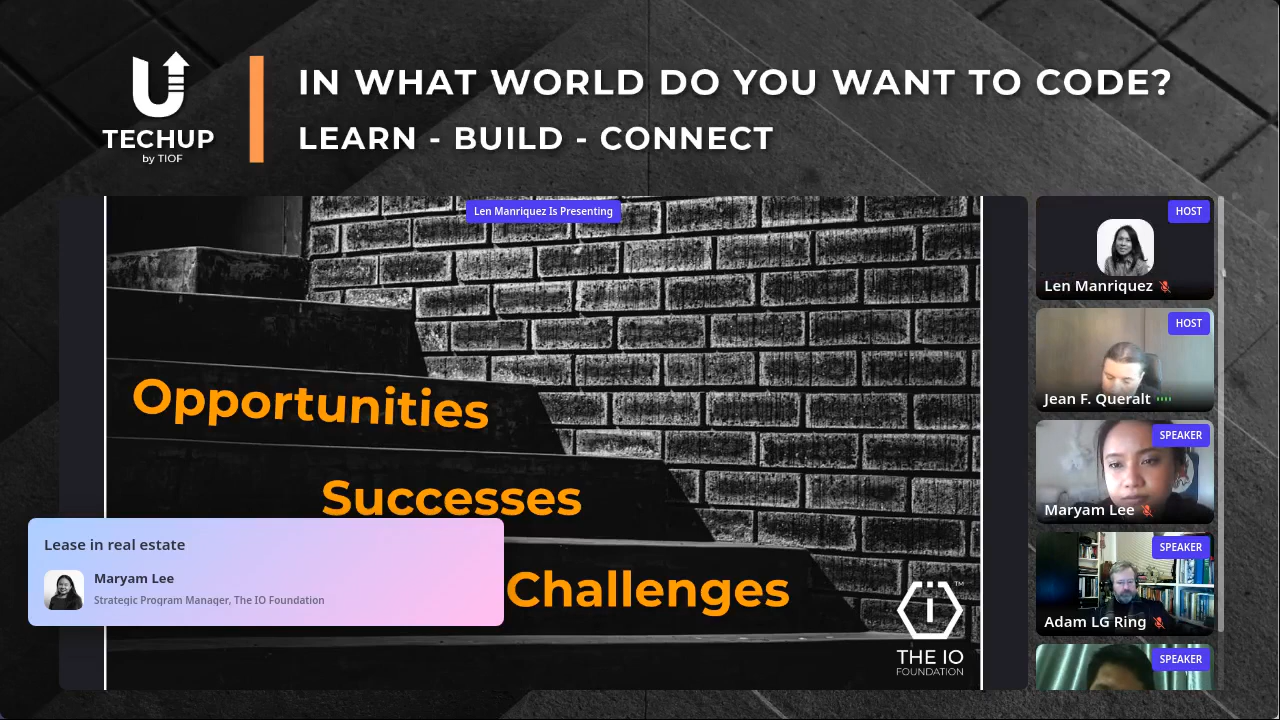 TECHUP
by TIOF
IN WHAT WORLD DO YOU WANT TO CODE?
LEARN - BUILD - CONNECT
Len Manriquez Is Presenting
Opportunities
Successes
Challenges
THE IO
FOUNDATION
TM
Lease in real estate
Maryam Lee
Strategic Program Manager, The IO Foundation
HOST
Len Manriquez
HOST
Jean F. Queralt
SPEAKER
Maryam Lee
SPEAKER
Adam LG Ring
SPEAKER